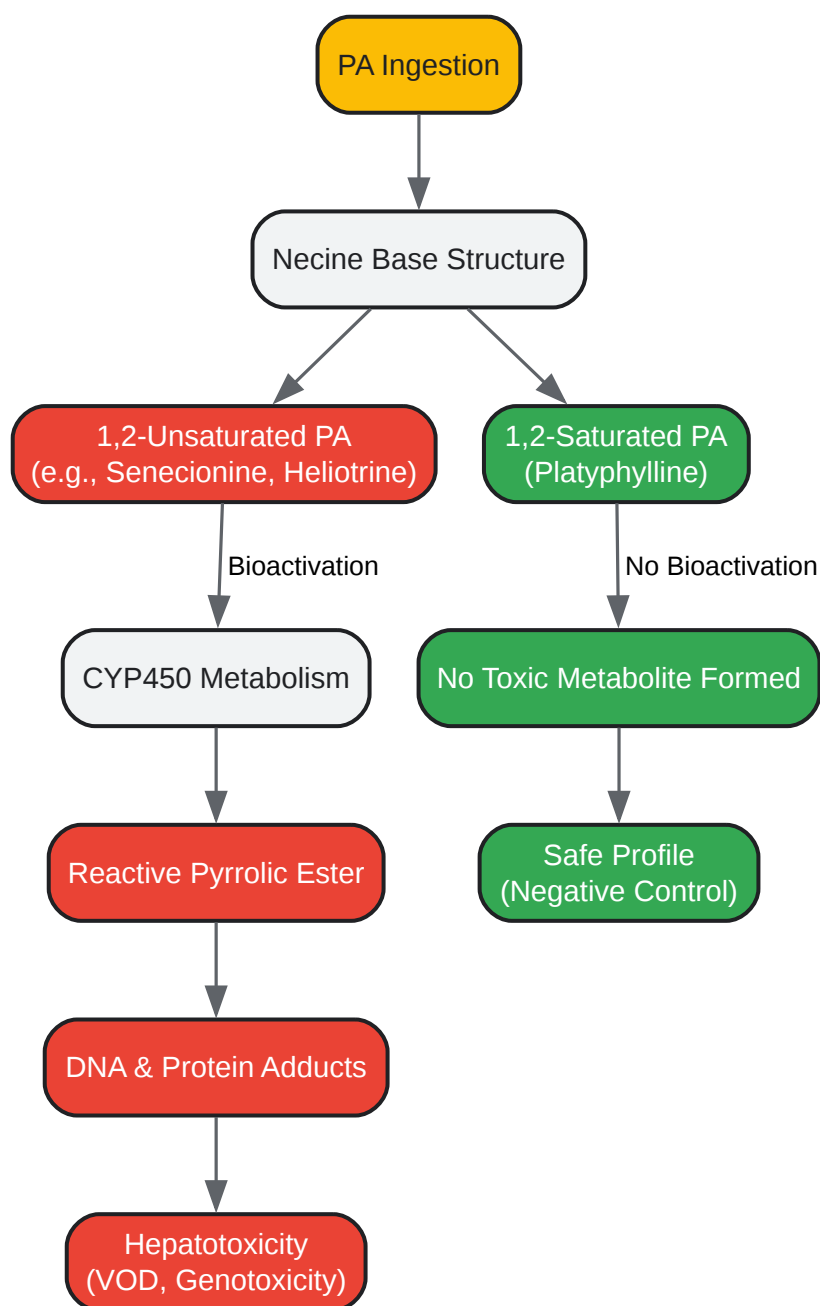 PA Ingestion
Necine Base Structure
1,2-Unsaturated PA
(e.g., Senecionine, Heliotrine)
1,2-Saturated PA
(Platyphylline)
Bioactivation
No Bioactivation
CYP450 Metabolism
No Toxic Metabolite Formed
Reactive Pyrrolic Ester
Safe Profile
(Negative Control)
DNA & Protein Adducts
Hepatotoxicity
(VOD, Genotoxicity)